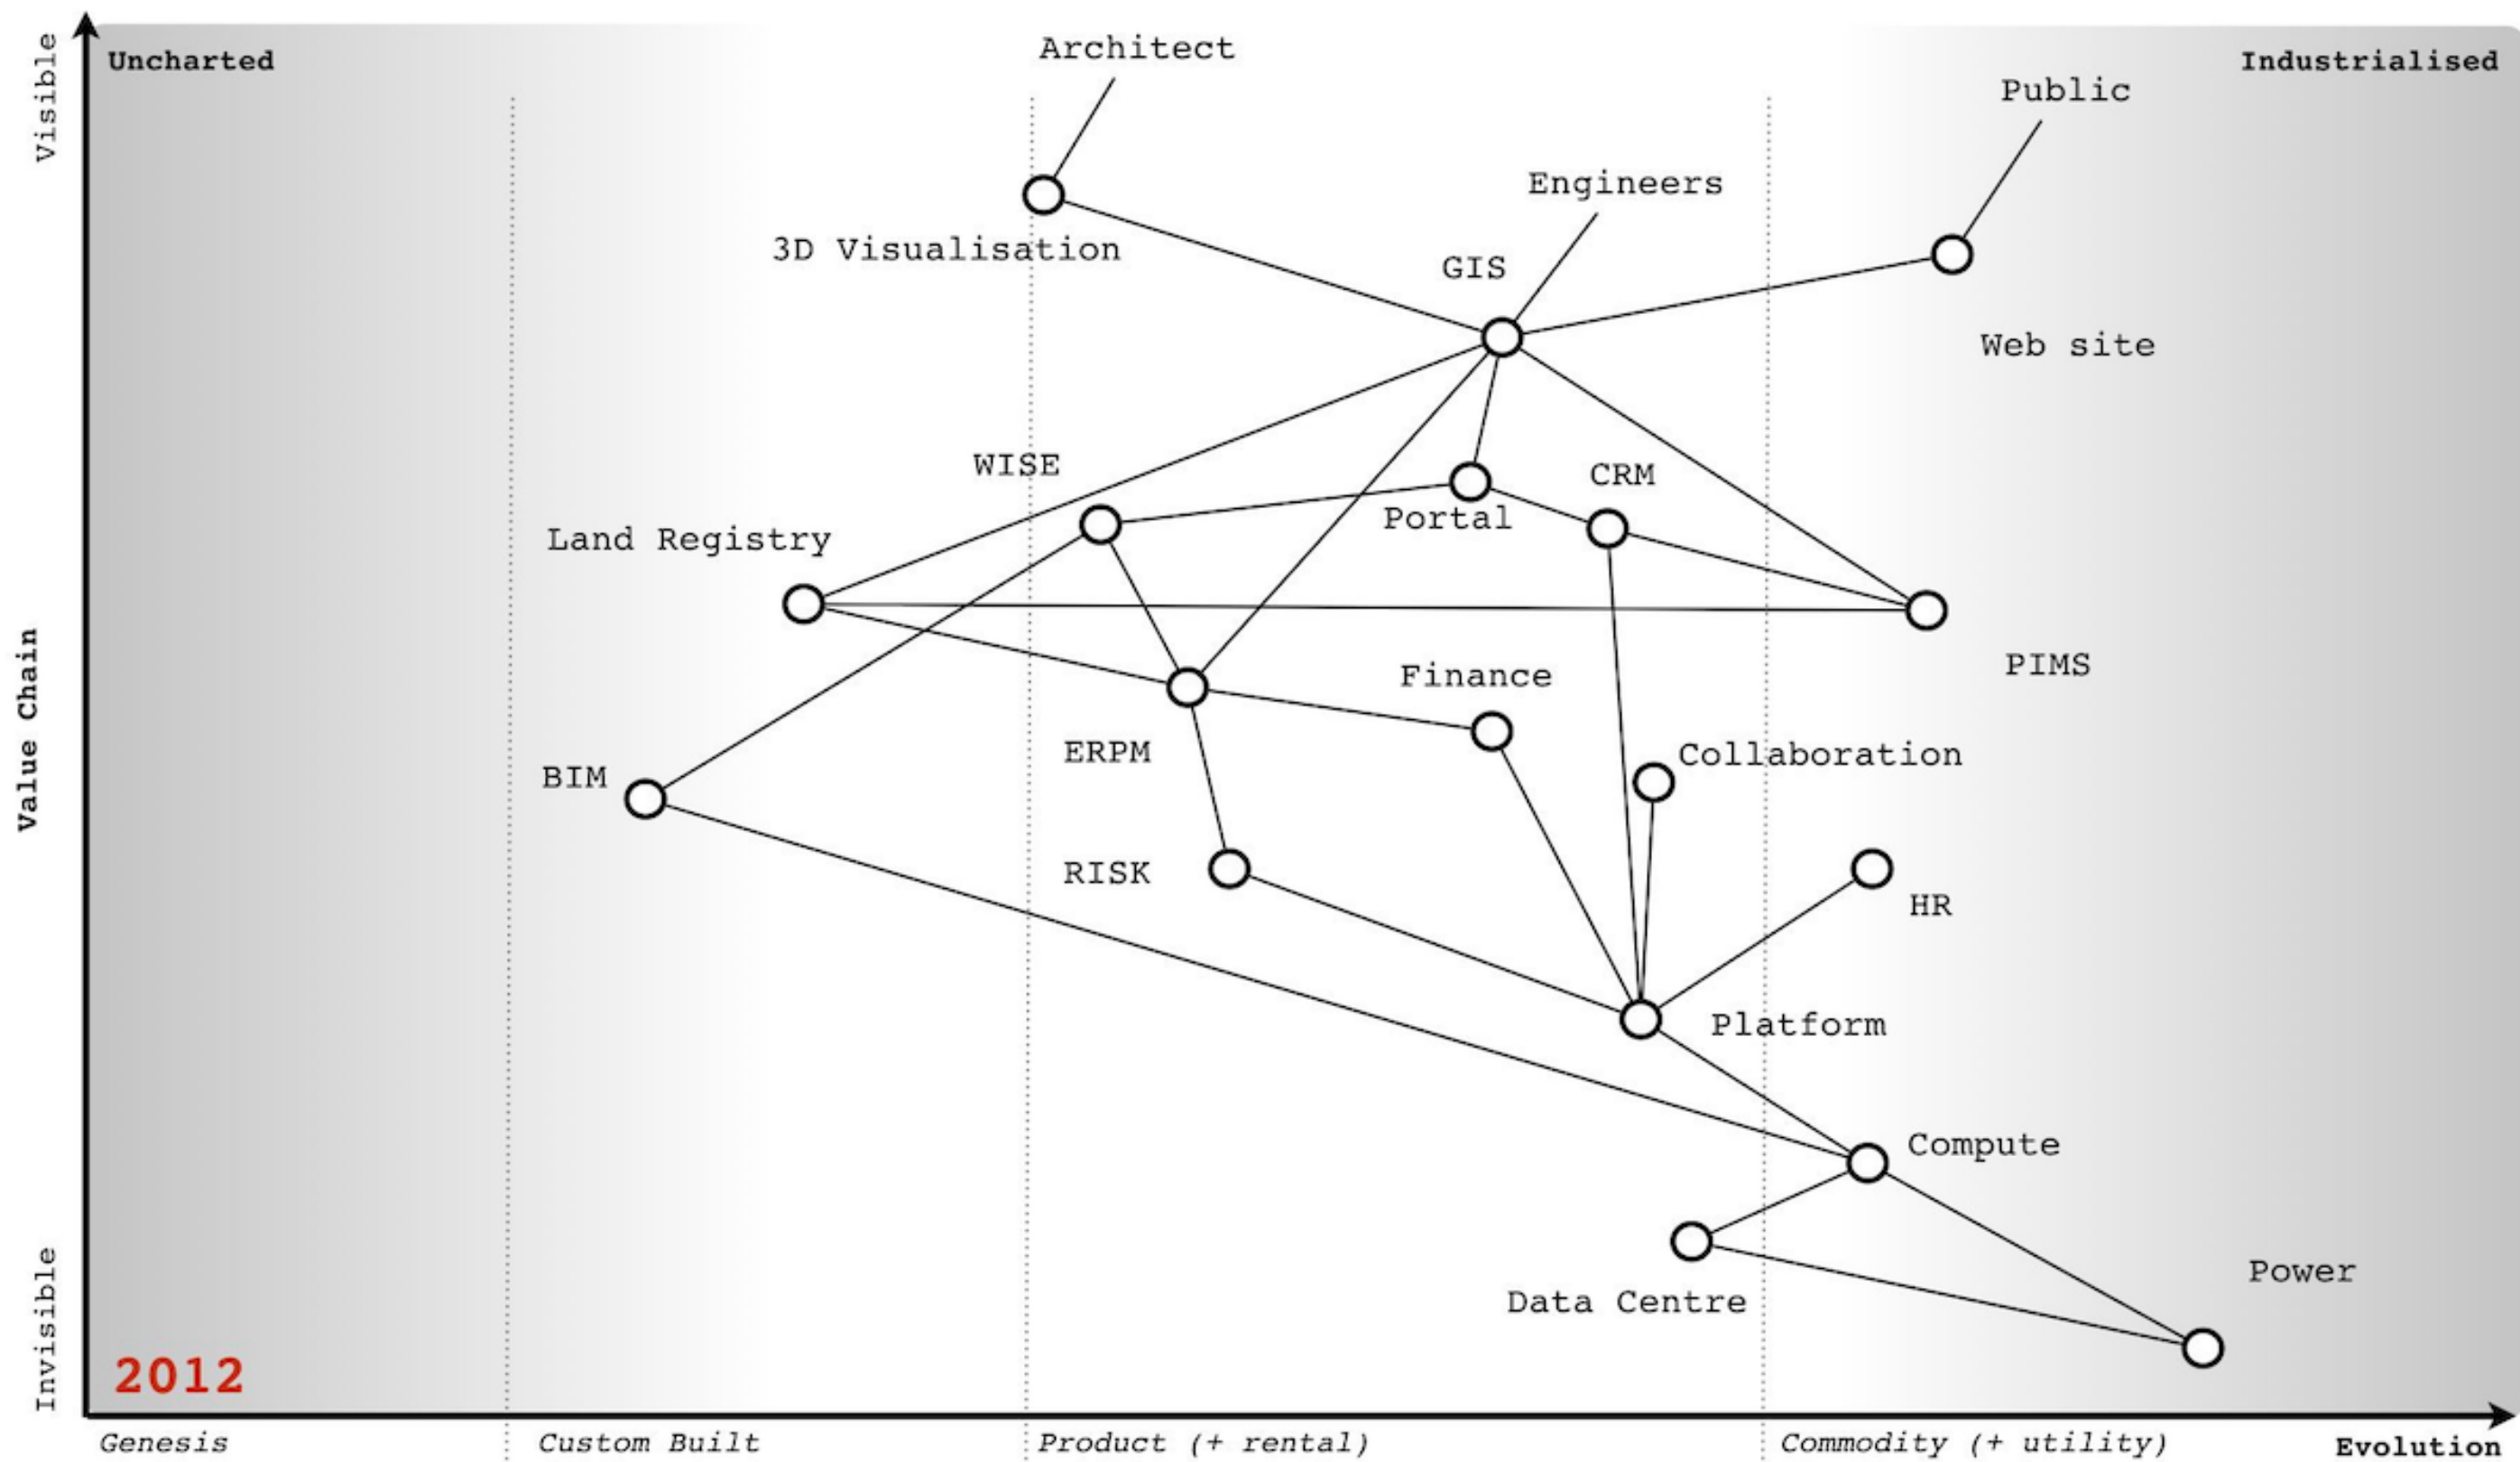 Visible
Uncharted
Architect
Industrialised
Public
Engineers
3D Visualisation
GIS
Web site
WISE
CRM
Portal
Land Registry
Value Chain
PIMS
Finance
ERPM
Collaboration
BIM
RISK
HR
Platform
Compute
Power
Data Centre
Invisible
2012
Genesis
Custom Built
Product (+ rental)
Commodity (+ utility)
Evolution